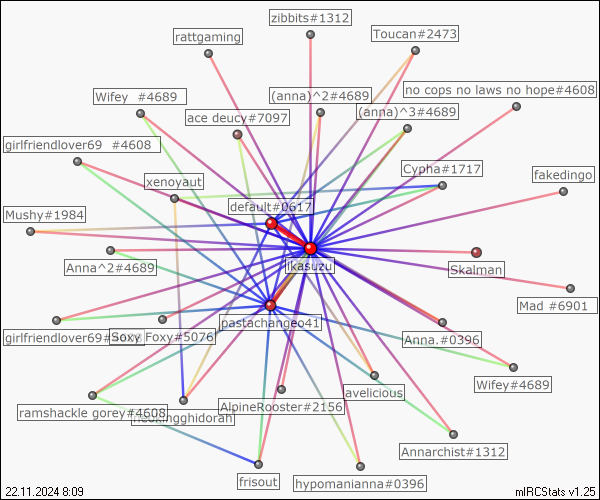 zibbits#1312
rattgaming
Toucan#2473
no cops no laws no hope#4608
Wifey #4689
(anna)^2#4689
ace deucy#7097
(anna)^3#4689
girlfriendlover69 #4608
Cypha#1717
fakedingo
xenoyaut
default#0617
Mushy#1984
ikasuzu
Anna^2#4689
Skalman
Mad #6901
pastachangeo41
girlfriendlover69#
Soxy Foxy#5076
Anna.#0396
Wifey#4689
avelicious
AlpineRooster#2156
ramshackle gorey#4608
Annarchist#1312
frisout
hypomanianna#0396
22.11.2024 8:09
mIRCStats v1.25